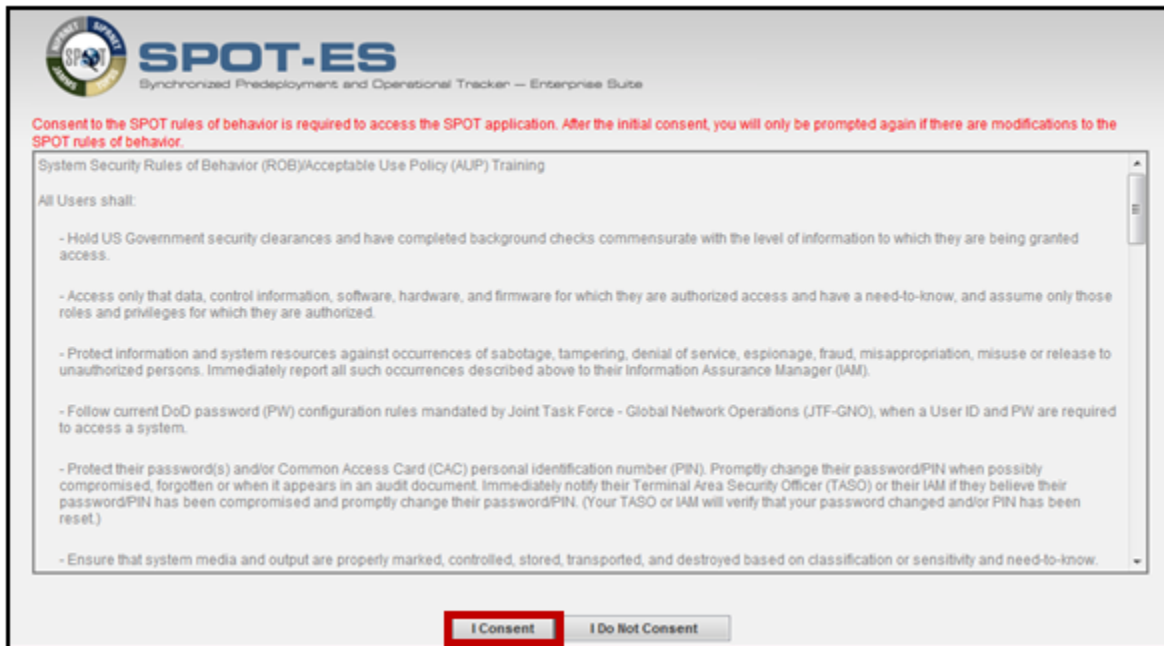 SIPRNET
NIPRNET
SPOT
SPOT-ES
Synchronized Predeployment and Operational Tracker — Enterprise Suite
Consent to the SPOT rules of behavior is required to access the SPOT application. After the initial consent, you will only be prompted again if there are modifications to the
SPOT rules of behavior.
System Security Rules of Behavior (ROB)/Acceptable Use Policy (AUP) Training
All Users shall:
- Hold US Government security clearances and have completed background checks commensurate with the level of information to which they are being granted
access.
- Access only that data, control information, software, hardware, and firmware for which they are authorized access and have a need-to-know, and assume only those
roles and privileges for which they are authorized.
- Protect information and system resources against occurrences of sabotage, tampering, denial of service, espionage, fraud, misappropriation, misuse or release to
unauthorized persons. Immediately report all such occurrences described above to their Information Assurance Manager (IAM).
- Follow current DoD password (PW) configuration rules mandated by Joint Task Force - Global Network Operations (JTF-GNO), when a User ID and PW are required
to access a system.
- Protect their password(s) and/or Common Access Card (CAC) personal identification number (PIN). Promptly change their password/PIN when possibly
compromised, forgotten or when it appears in an audit document. Immediately notify their Terminal Area Security Officer (TASO) or their IAM if they believe their
password/PIN has been compromised and promptly change their password/PIN. (Your TASO or IAM will verify that your password changed and/or PIN has been
reset.)
- Ensure that system media and output are properly marked, controlled, stored, transported, and destroyed based on classification or sensitivity and need-to-know.
I Consent
I Do Not Consent